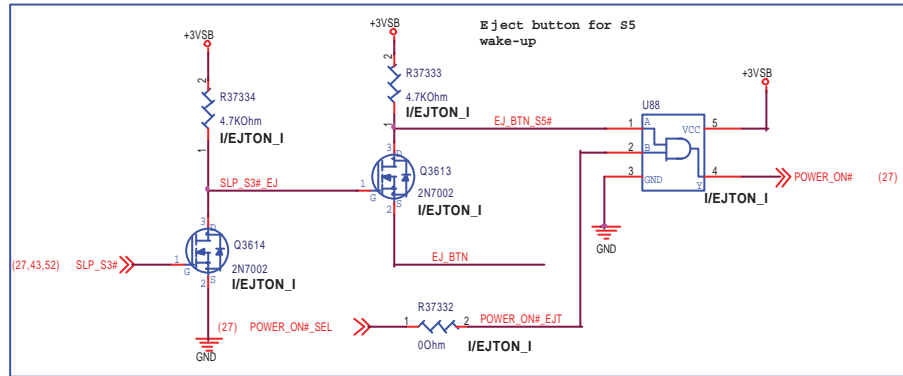 Eject button for S5
wake-up
+3VSB
+3VSB
+3VSB
2
R37334
4.7KOhm
I/EJTON_I
1
2
R37333
4.7KOhm
I/EJTON_I
1
EJ_BTN_S5#
U88
1
A
VCC
5
2
B
3
GND
Y
4
POWER_ON#
(27)
I/EJTON_I
GND
3
D
Q3613
1
G
2N7002
2
S
I/EJTON_I
SLP_S3#_EJ
3
D
Q3614
(27,43,52)
SLP_S3#
1
G
2N7002
2
S
I/EJTON_I
EJ_BTN
GND
(27)
POWER_ON#_SEL
1
R37332
2
POWER_ON#_EJT
0Ohm
I/EJTON_I